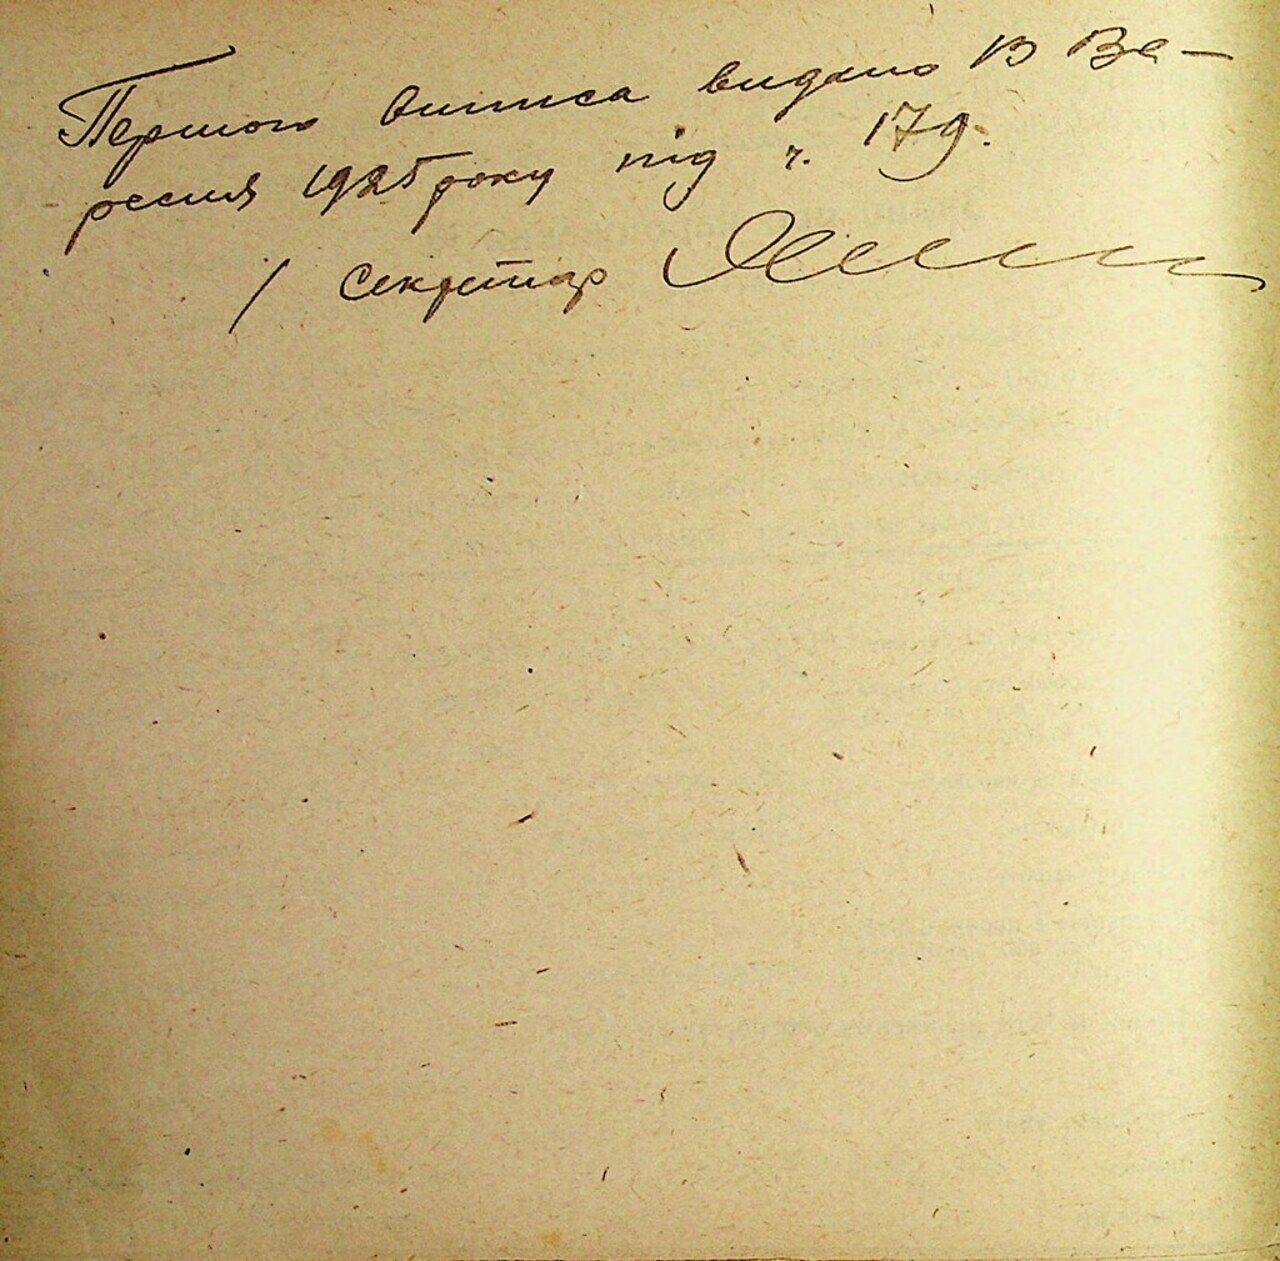 Першого виписа видано 13 Ве-
ресня 1925 року під ч. 179.
/ Секретар